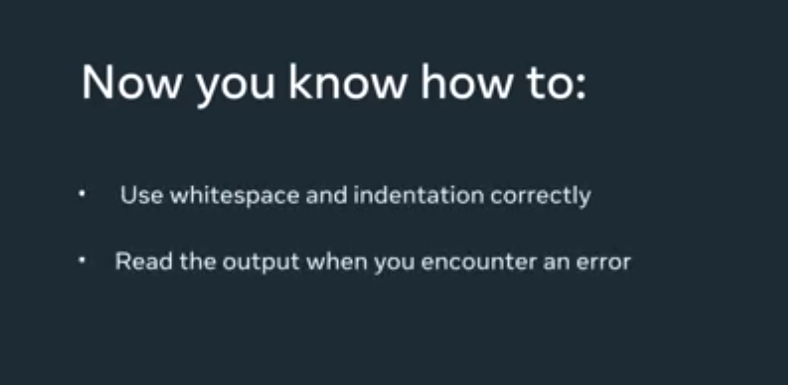 Now you know how to:
• Use whitespace and indentation correctly
• Read the output when you encounter an error